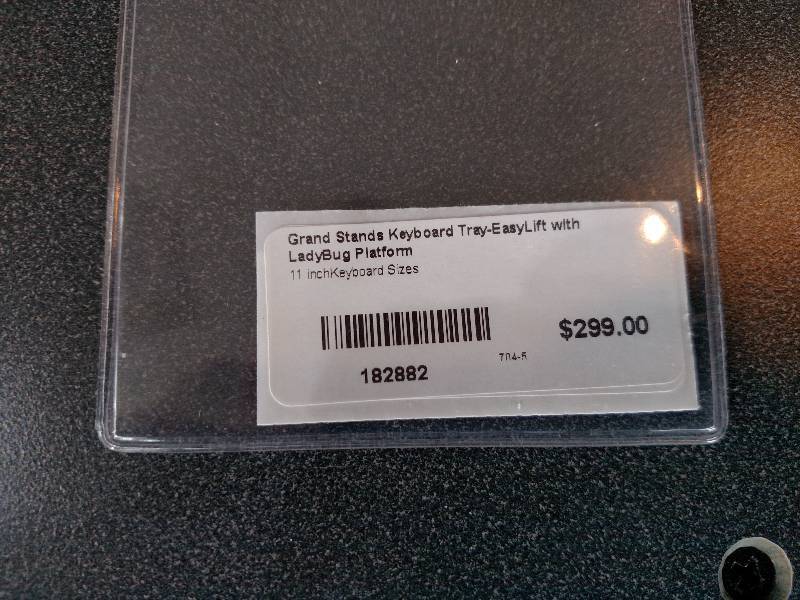 Grand Stands Keyboard Tray-EasyLift with
LadyBug Platform
11 inchKeyboard Sizes
$299.00
704-5
182882